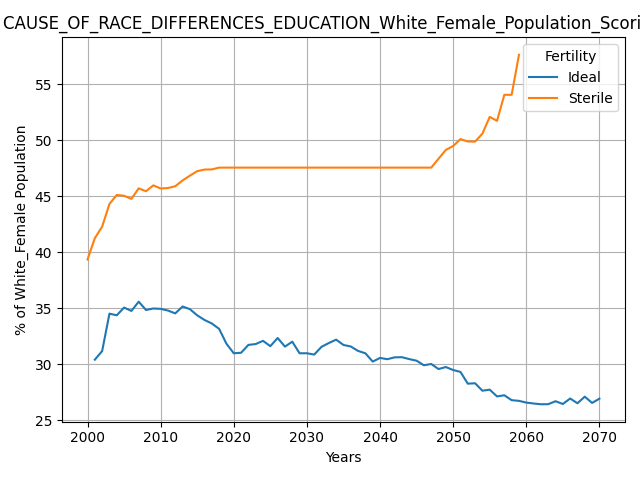 CAUSE_OF_RACE_DIFFERENCES_EDUCATION_White_Female_Population_Scori
Fertility
Ideal
Sterile
% of White_Female Population
55
50
45
40
35
30
25
2000 2010 2020 2030 2040 2050 2060 2070
Years